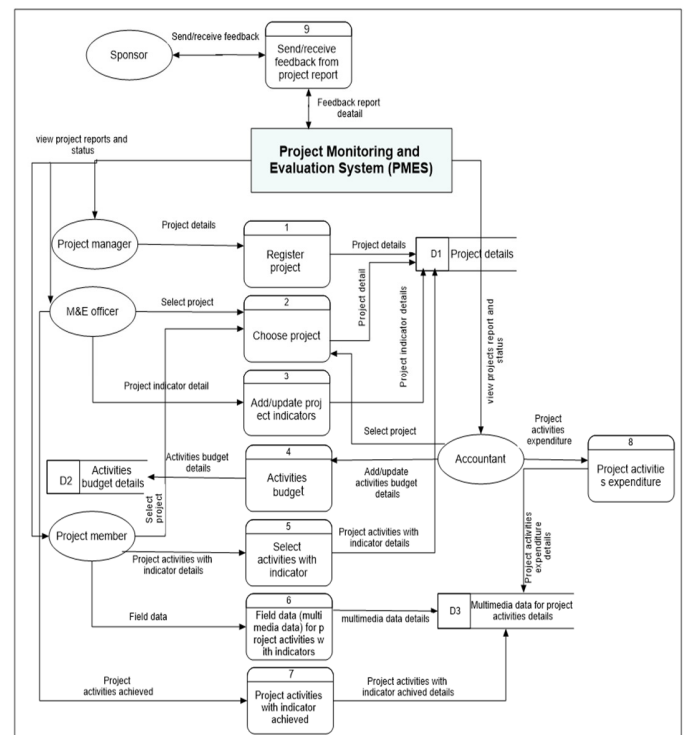 9
Send/receive feedback
Sponsor
Send/receive
feedback from
project report
Feedback report
deatail
view project reports and
status
Project Monitoring and
Evaluation System (PMES)
Project manager
Project details
1
Register
project
Project details
D1
Project details
M&E officer
Select project
2
Choose project
Project detail
Project indicator details
view projects report and
status
Project indicator detail
3
Add/update proj
ect indicators
Select project
Accountant
Project
activities
expenditure
8
Project activitie
s expenditure
D2
Activities
budget details
Activities budget
details
4
Activities
budget
Add/update
activities budget
details
Select
project
Project member
Project activities with
indicator details
5
Select
activities with
indicator
Project activities with
indicator details
Project activities
expenditure
details
Field data
6
Field data (multi
media data) for p
roject activities w
ith indicators
multimedia data details
D3
Multimedia data for project
activities details
Project
activities achieved
7
Project activities
with indicator
achieved
Project activities with
indicator achived details